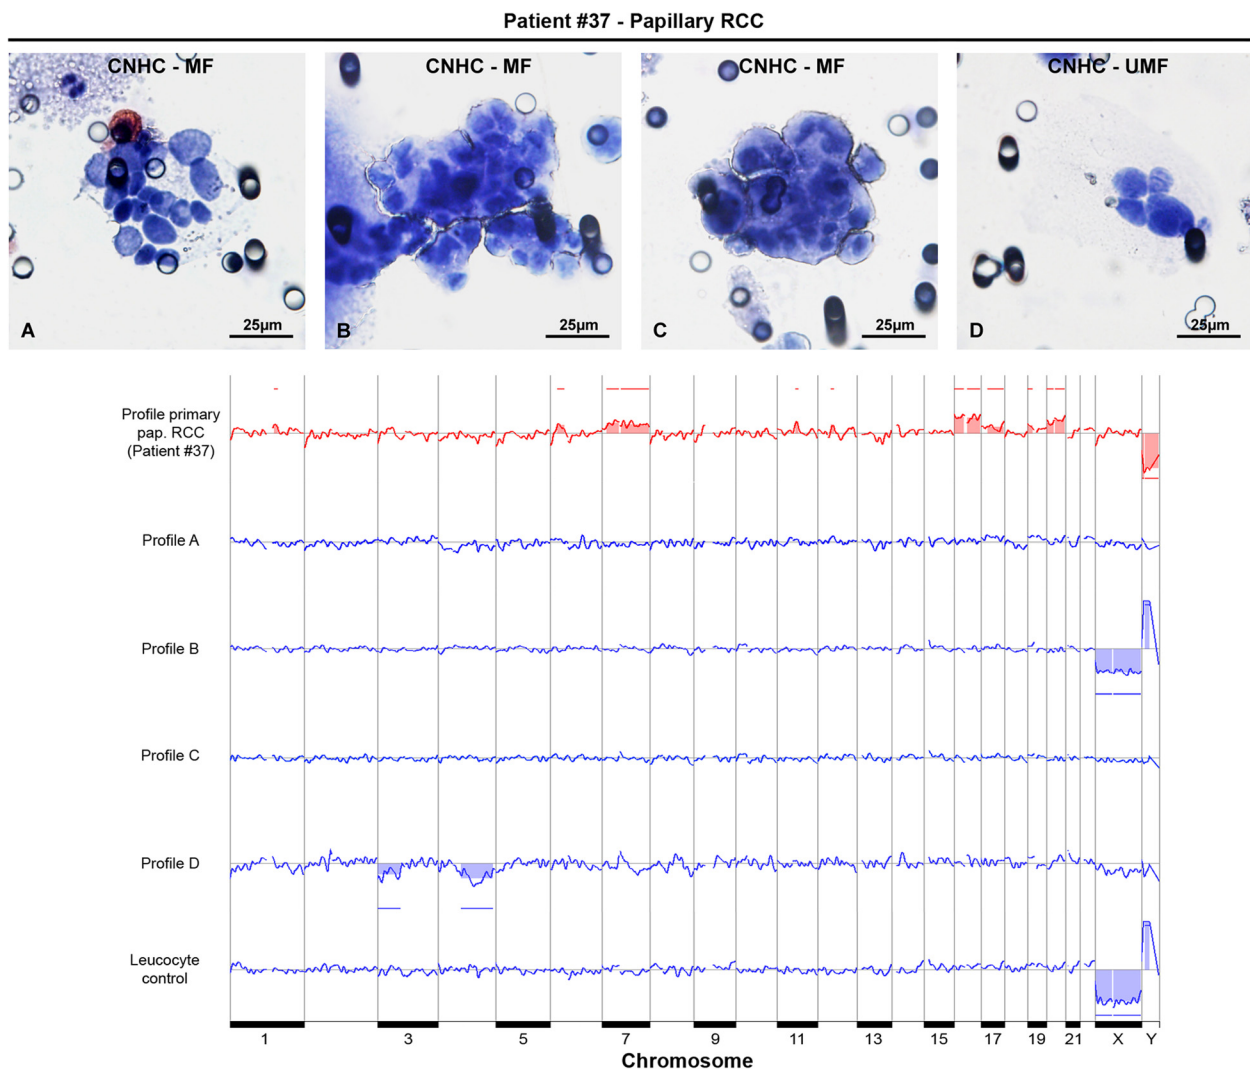 Patient #37 - Papillary RCC
CNHC - MF
CNHC - MF
CNHC - MF
CNHC - UMF
A
25µm
B
25µm
C
25µm
D
25µm
Profile primary
pap. RCC
(Patient #37)
Profile A
Profile B
Profile C
Profile D
Leucocyte
control
1 3 5 7 9 11 13 15 17 19 21 X Y
Chromosome